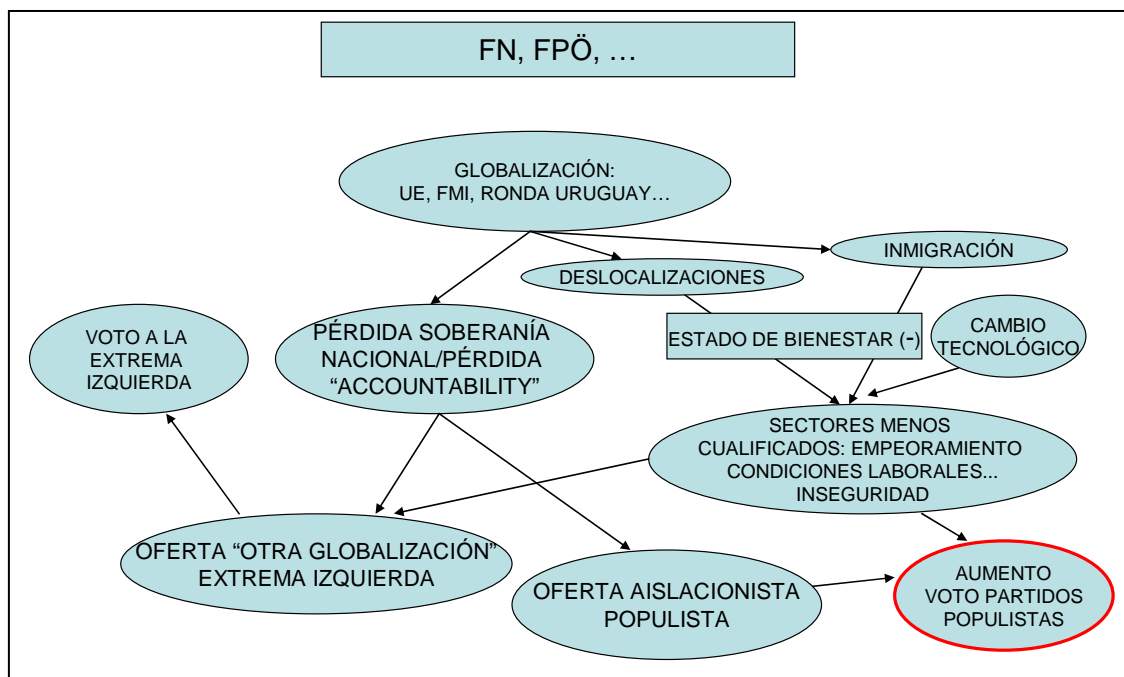 FN, FPÖ, …
GLOBALIZACIÓN:
UE, FMI, RONDA URUGUAY…
INMIGRACIÓN
DESLOCALIZACIONES
VOTO A LA
EXTREMA
IZQUIERDA
PÉRDIDA SOBERANÍA
NACIONAL/PÉRDIDA
“ACCOUNTABILITY”
ESTADO DE BIENESTAR (-)
CAMBIO
TECNOLÓGICO
SECTORES MENOS
CUALIFICADOS: EMPEORAMIENTO
CONDICIONES LABORALES...
INSEGURIDAD
OFERTA “OTRA GLOBALIZACIÓN”
EXTREMA IZQUIERDA
OFERTA AISLACIONISTA
POPULISTA
AUMENTO
VOTO PARTIDOS
POPULISTAS